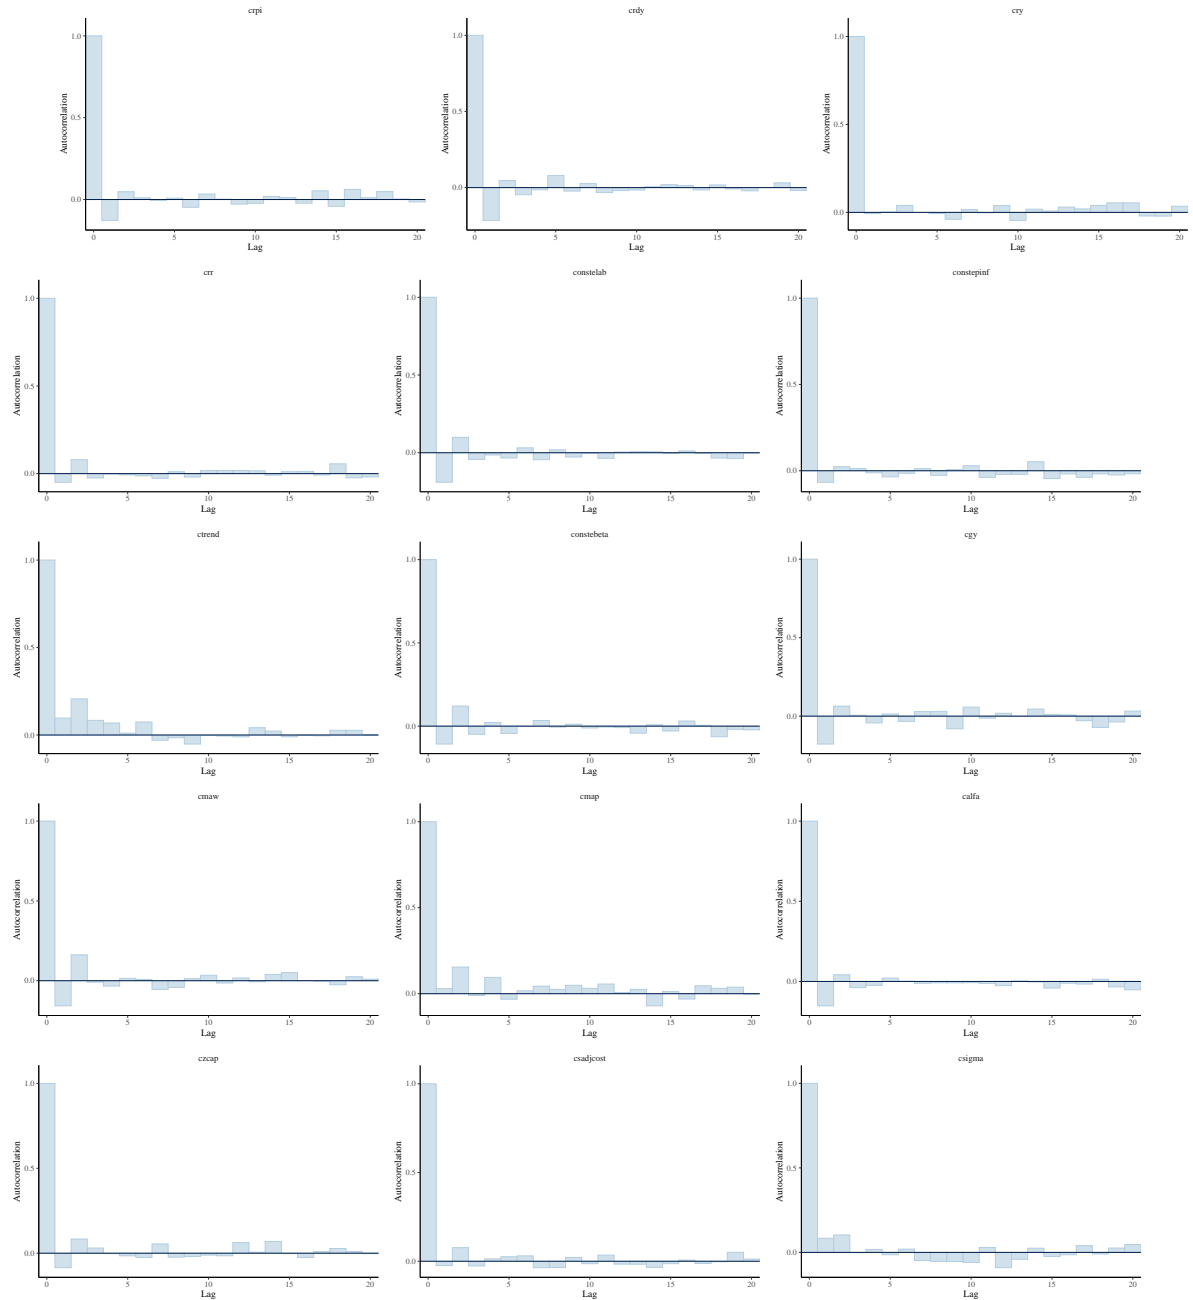 crpi crdy cry
1.0 1.0 1.0
Autocorrelation Autocorrelation Autocorrelation
0.5 0.5 0.5
0.0 0.0 0.0
0 5 10 15 20 0 5 10 15 20 0 5 10 15 20
Lag Lag Lag
crr constelab constepinf
1.0 1.0 1.0
Autocorrelation Autocorrelation Autocorrelation
0.5 0.5 0.5
0.0 0.0 0.0
0 5 10 15 20 0 5 10 15 20 0 5 10 15 20
Lag Lag Lag
ctrend constebeta cgy
1.0 1.0 1.0
Autocorrelation Autocorrelation Autocorrelation
0.5 0.5 0.5
0.0 0.0 0.0
0 5 10 15 20 0 5 10 15 20 0 5 10 15 20
Lag Lag Lag
cmaw cmap calfa
1.0 1.0 1.0
Autocorrelation Autocorrelation Autocorrelation
0.5 0.5 0.5
0.0 0.0 0.0
0 5 10 15 20 0 5 10 15 20 0 5 10 15 20
Lag Lag Lag
czcap csadjcost csigma
1.0 1.0 1.0
Autocorrelation Autocorrelation Autocorrelation
0.5 0.5 0.5
0.0 0.0 0.0
0 5 10 15 20 0 5 10 15 20 0 5 10 15 20
Lag Lag Lag